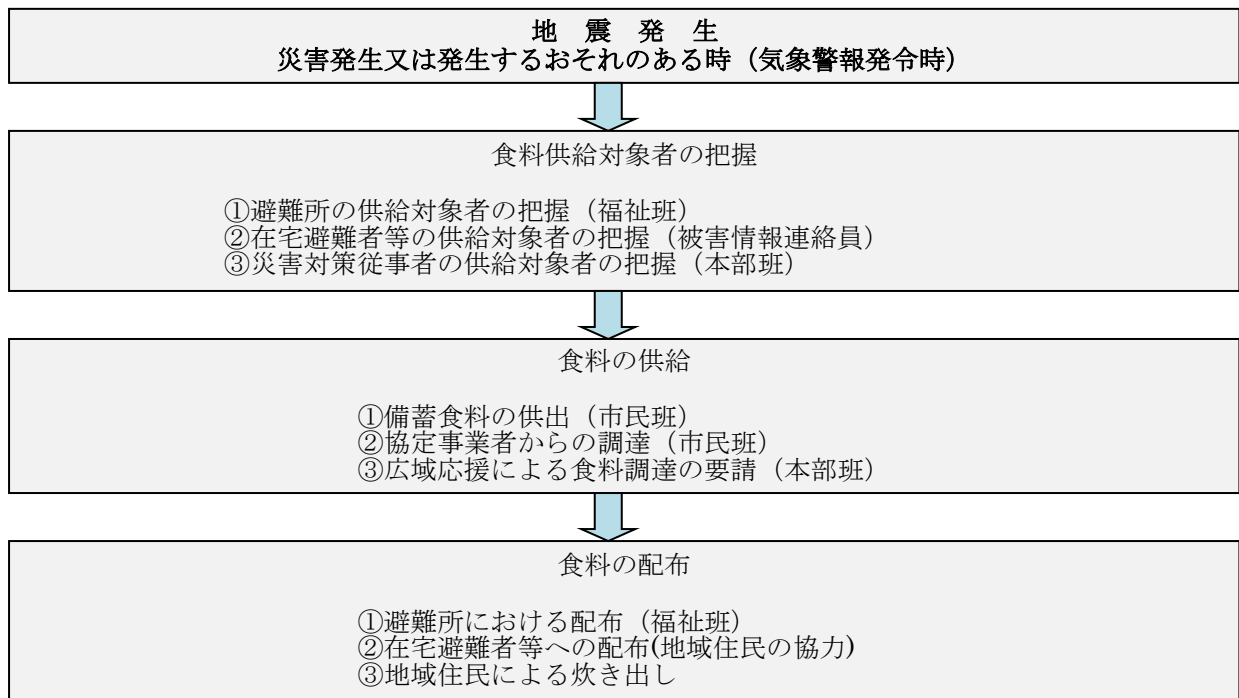 地　震　発　生
災害発生又は発生するおそれのある時（気象警報発令時）
食料供給対象者の把握
①避難所の供給対象者の把握（福祉班）
②在宅避難者等の供給対象者の把握（被害情報連絡員）
③災害対策従事者の供給対象者の把握（本部班）
食料の供給
①備蓄食料の供出（市民班）
②協定事業者からの調達（市民班）
③広域応援による食料調達の要請（本部班）
食料の配布
①避難所における配布（福祉班）
②在宅避難者等への配布(地域住民の協力)
③地域住民による炊き出し